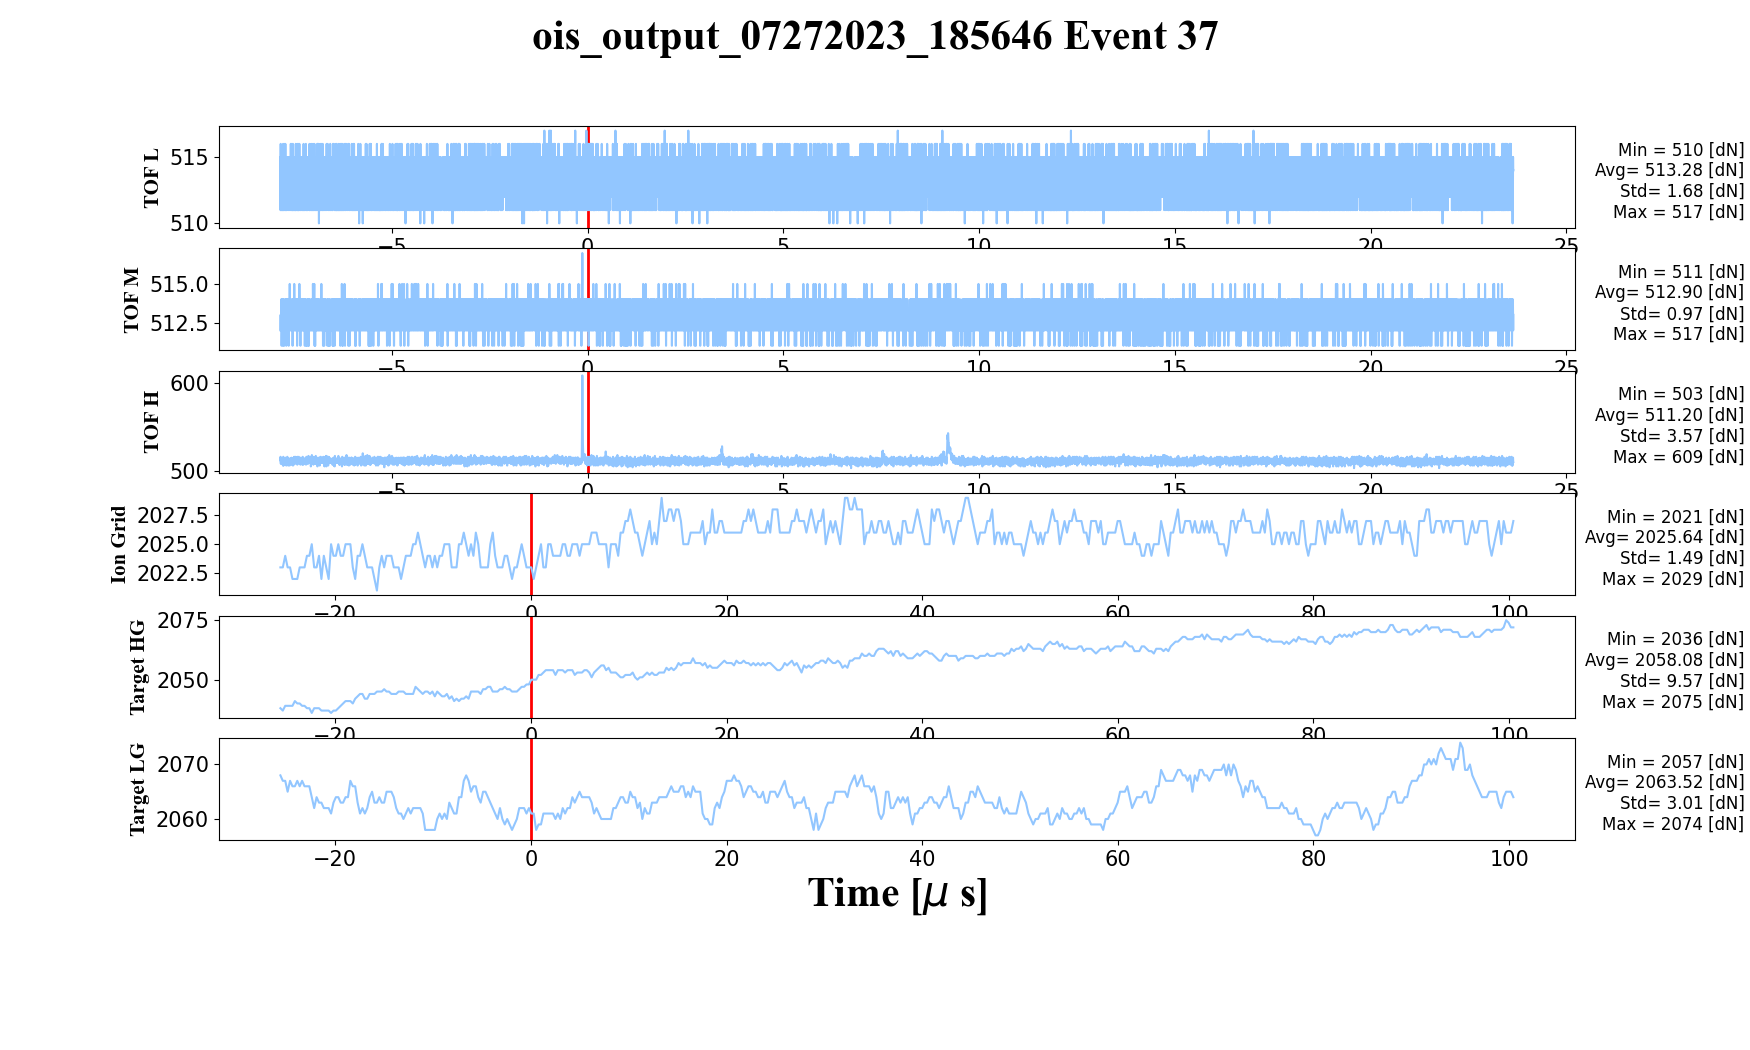 ois_output_07272023_185646 Event 37
TOF L
515
510
−5
0
5
10
15
20
25
Min = 510 [dN]
Avg= 513.28 [dN]
Std= 1.68 [dN]
Max = 517 [dN]
TOF M
515.0
512.5
−5
0
5
10
15
20
25
Min = 511 [dN]
Avg= 512.90 [dN]
Std= 0.97 [dN]
Max = 517 [dN]
TOF H
600
500
−5
0
5
10
15
20
25
Min = 503 [dN]
Avg= 511.20 [dN]
Std= 3.57 [dN]
Max = 609 [dN]
Ion Grid
2027.5
2025.0
2022.5
−20
0
20
40
60
80
100
Min = 2021 [dN]
Avg= 2025.64 [dN]
Std= 1.49 [dN]
Max = 2029 [dN]
Target HG
2075
2050
−20
0
20
40
60
80
100
Min = 2036 [dN]
Avg= 2058.08 [dN]
Std= 9.57 [dN]
Max = 2075 [dN]
Target LG
2070
2060
−20
0
20
40
60
80
100
Min = 2057 [dN]
Avg= 2063.52 [dN]
Std= 3.01 [dN]
Max = 2074 [dN]
Time [μ s]